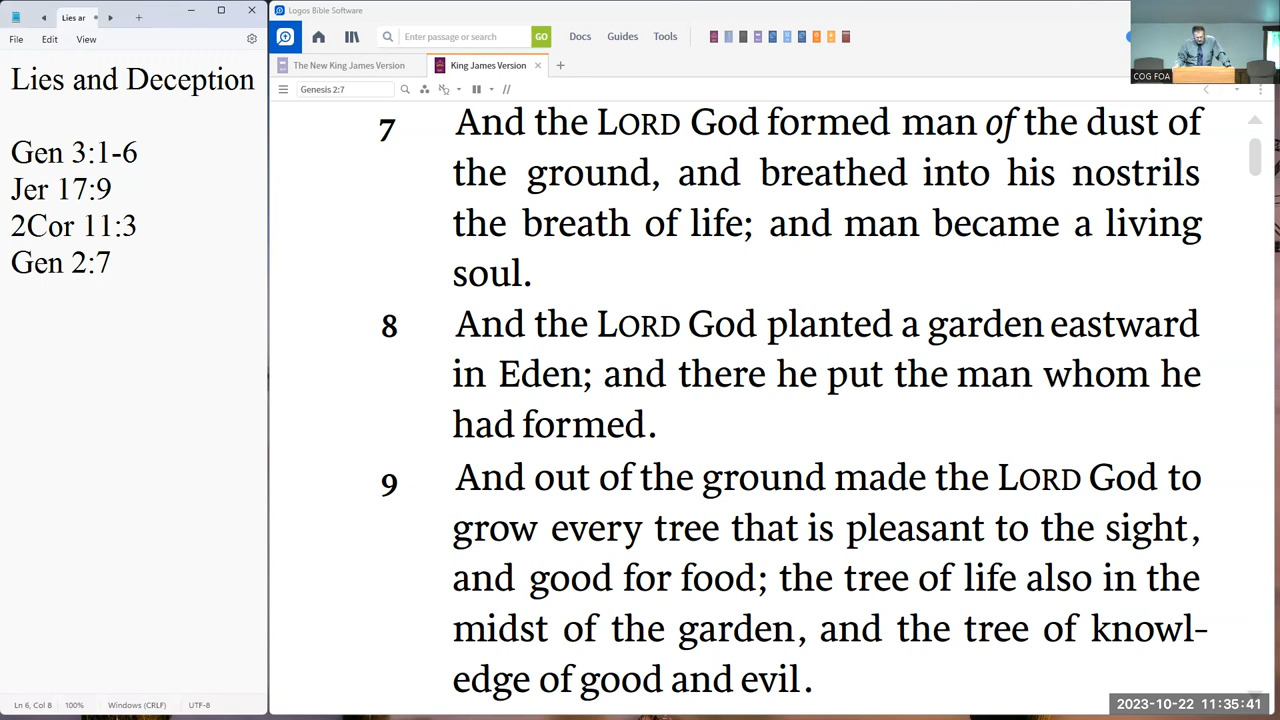 Lies ar
File Edit View
Lies and Deception
Gen 3:1-6
Jer 17:9
2Cor 11:3
Gen 2:7
Ln 6, Col 8 100% Windows (CRLF) UTF-8
Logos Bible Software
Enter passage or search GO Docs Guides Tools
The New King James Version King James Version
Genesis 2:7
COG FOA
7 And the LORD God formed man of the dust of
the ground, and breathed into his nostrils
the breath of life; and man became a living
soul.
8 And the LORD God planted a garden eastward
in Eden; and there he put the man whom he
had formed.
9 And out of the ground made the LORD God to
grow every tree that is pleasant to the sight,
and good for food; the tree of life also in the
midst of the garden, and the tree of knowl-
edge of good and evil.
2023-10-22 11:35:41